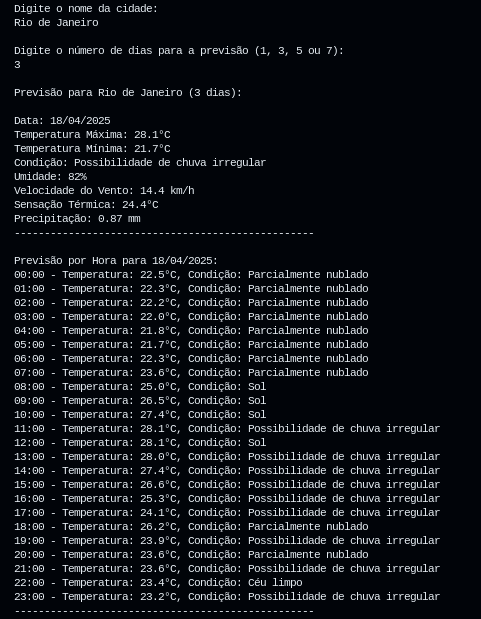 Digite o nome da cidade:
Rio de Janeiro
Digite o número de dias para a previsão (1, 3, 5 ou 7):
3
Previsão para Rio de Janeiro (3 dias):
Data: 18/04/2025
Temperatura Máxima: 28.1°C
Temperatura Mínima: 21.7°C
Condição: Possibilidade de chuva irregular
Umidade: 82%
Velocidade do Vento: 14.4 km/h
Sensação Térmica: 24.4°C
Precipitação: 0.87 mm
--------------------------------------------------
Previsão por Hora para 18/04/2025:
00:00 - Temperatura: 22.5°C, Condição: Parcialmente nublado
01:00 - Temperatura: 22.3°C, Condição: Parcialmente nublado
02:00 - Temperatura: 22.2°C, Condição: Parcialmente nublado
03:00 - Temperatura: 22.0°C, Condição: Parcialmente nublado
04:00 - Temperatura: 21.8°C, Condição: Parcialmente nublado
05:00 - Temperatura: 21.7°C, Condição: Parcialmente nublado
06:00 - Temperatura: 22.3°C, Condição: Parcialmente nublado
07:00 - Temperatura: 23.6°C, Condição: Parcialmente nublado
08:00 - Temperatura: 25.0°C, Condição: Sol
09:00 - Temperatura: 26.5°C, Condição: Sol
10:00 - Temperatura: 27.4°C, Condição: Sol
11:00 - Temperatura: 28.1°C, Condição: Possibilidade de chuva irregular
12:00 - Temperatura: 28.1°C, Condição: Sol
13:00 - Temperatura: 28.0°C, Condição: Possibilidade de chuva irregular
14:00 - Temperatura: 27.4°C, Condição: Possibilidade de chuva irregular
15:00 - Temperatura: 26.6°C, Condição: Possibilidade de chuva irregular
16:00 - Temperatura: 25.3°C, Condição: Possibilidade de chuva irregular
17:00 - Temperatura: 24.1°C, Condição: Possibilidade de chuva irregular
18:00 - Temperatura: 26.2°C, Condição: Parcialmente nublado
19:00 - Temperatura: 23.9°C, Condição: Possibilidade de chuva irregular
20:00 - Temperatura: 23.6°C, Condição: Parcialmente nublado
21:00 - Temperatura: 23.6°C, Condição: Possibilidade de chuva irregular
22:00 - Temperatura: 23.4°C, Condição: Céu limpo
23:00 - Temperatura: 23.2°C, Condição: Possibilidade de chuva irregular
--------------------------------------------------